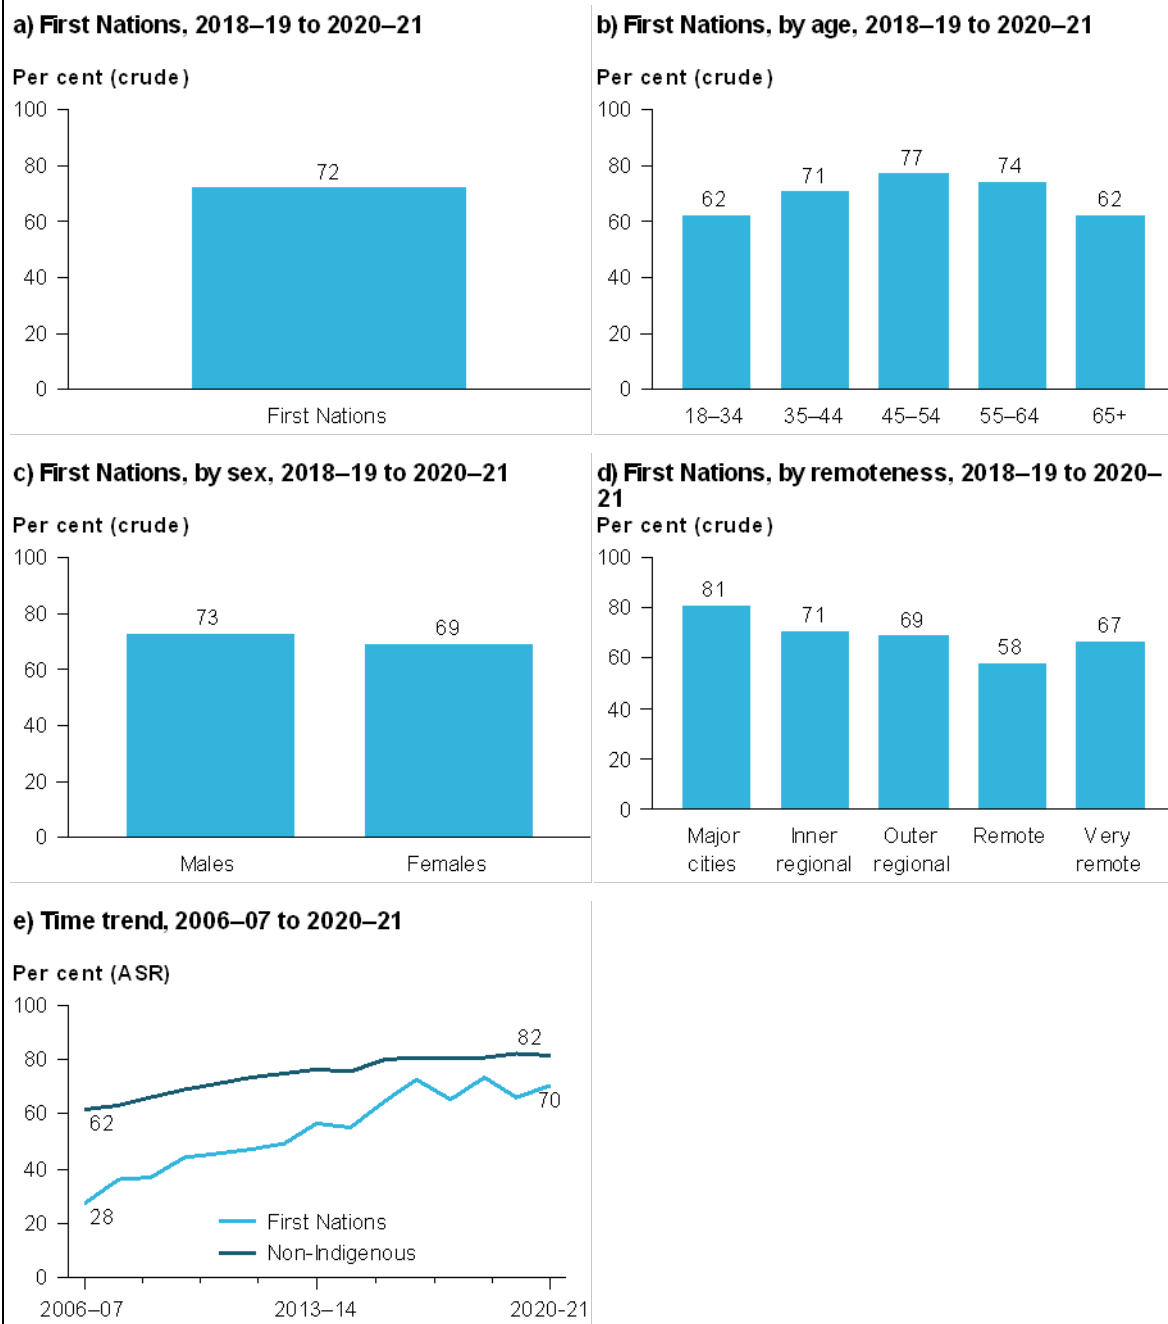 a) First Nations, 2018–19 to 2020–21
Per cent (crude)
100
80
60
40
20
0
72
First Nations
b) First Nations, by age, 2018–19 to 2020–21
Per cent (crude)
100
80
60
40
20
0
62
71
77
74
62
18–34
35–44
45–54
55–64
65+
c) First Nations, by sex, 2018–19 to 2020–21
Per cent (crude)
100
80
60
40
20
0
73
69
Males
Females
d) First Nations, by remoteness, 2018–19 to 2020–
21
Per cent (crude)
100
80
60
40
20
0
81
71
69
58
67
Major
cities
Inner
regional
Outer
regional
Remote
Very
remote
e) Time trend, 2006–07 to 2020–21
Per cent (ASR)
100
80
60
40
20
0
82
70
62
28
First Nations
Non-Indigenous
2006–07
2013–14
2020-21